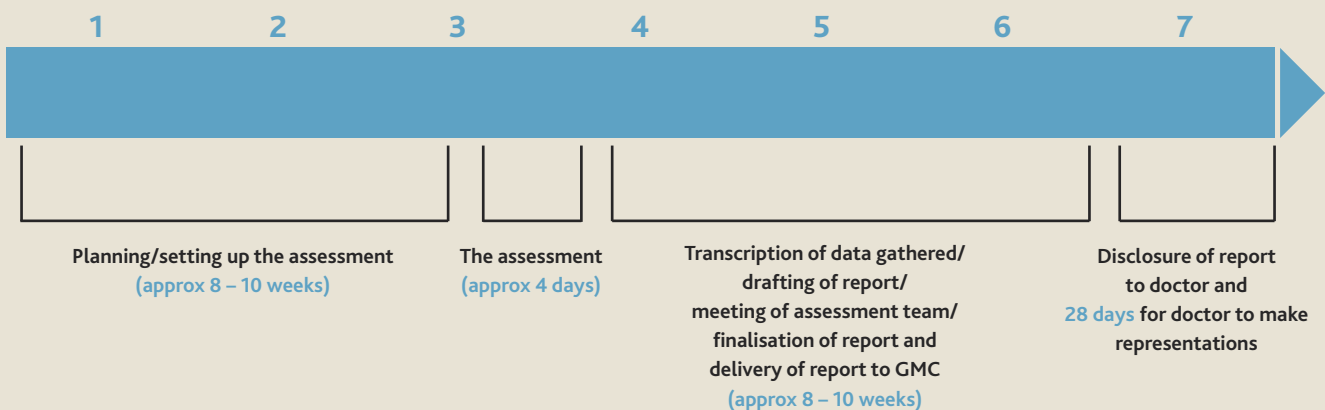 1 2 3 4 5 6 7
Planning/setting up the assessment
(approx 8 – 10 weeks)
The assessment
(approx 4 days)
Transcription of data gathered/
drafting of report/
meeting of assessment team/
finalisation of report and
delivery of report to GMC
(approx 8 – 10 weeks)
Disclosure of report
to doctor and
28 days for doctor to make
representations